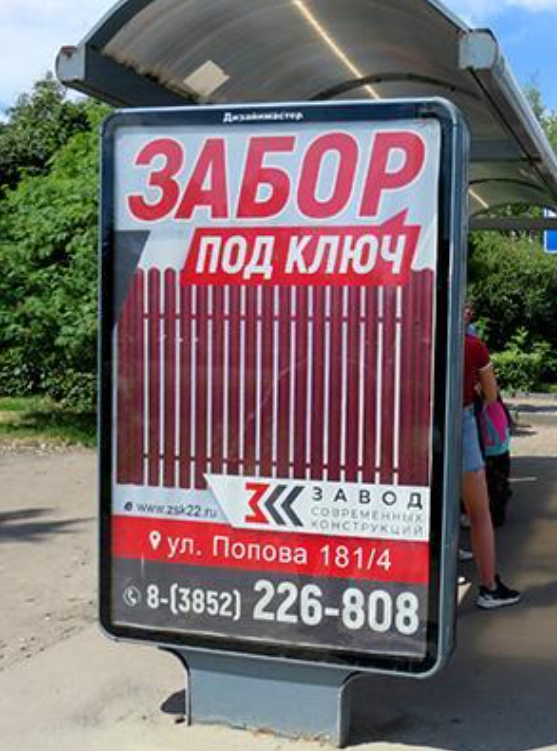 Дизайнмастер
ЗАБОР
ПОД КЛЮЧ
www.zsk22.ru
ЗАВОД
СОВРЕМЕННЫХ
КОНСТРУКЦИЙ
ул. Попова 181/4
8-(3852) 226-808